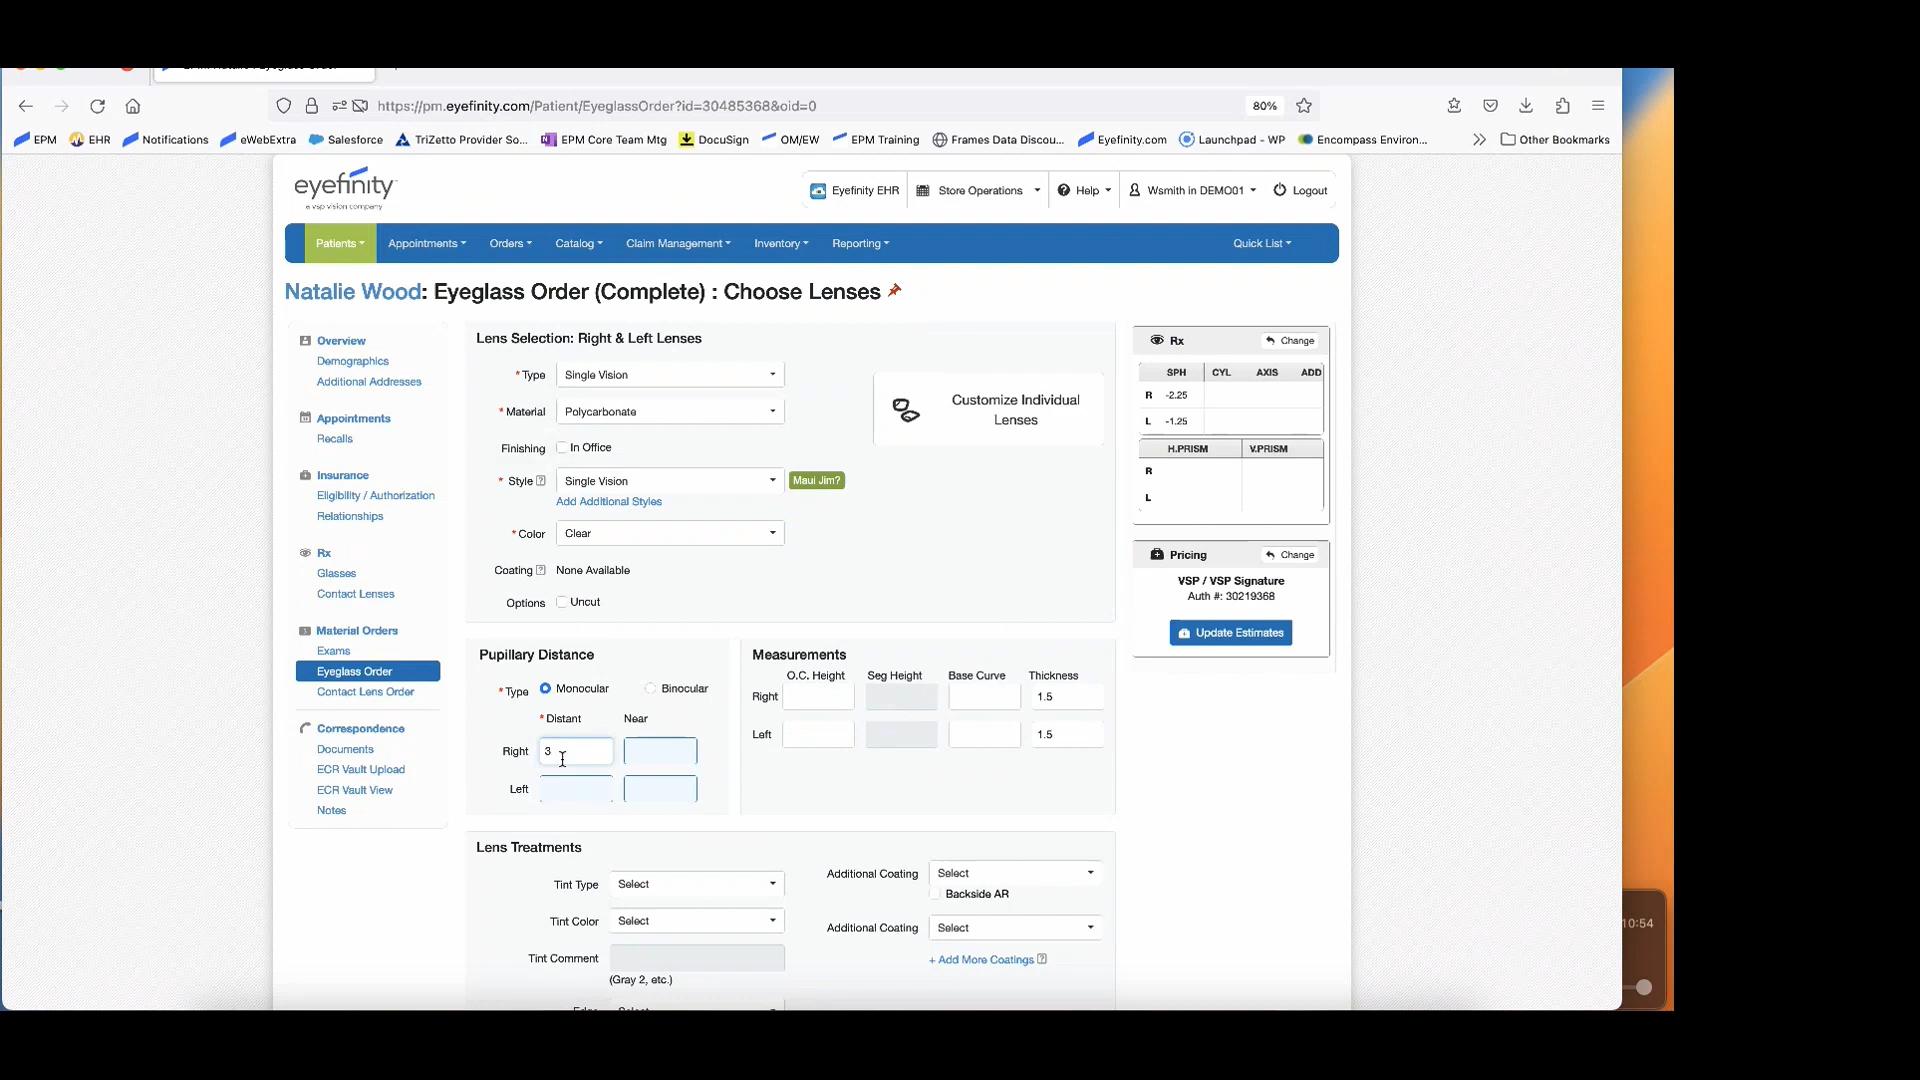 https://pm.eyefinity.com/Patient/EyeglassOrder?id=30485368&oid=0
80%
EPM
EHR
Notifications
eWebExtra
Salesforce
TriZetto Provider So...
EPM Core Team Mtg
DocuSign
OM/EW
EPM Training
Frames Data Discou...
Eyefinity.com
Launchpad - WP
Encompass Environ...
Other Bookmarks
eyefinity
a vsp vision company
Eyefinity EHR
Store Operations
Help
Wsmith in DEMO01
Logout
Patients
Appointments
Orders
Catalog
Claim Management
Inventory
Reporting
Quick List
Natalie Wood: Eyeglass Order (Complete) : Choose Lenses
Overview
Demographics
Additional Addresses
Appointments
Recalls
Insurance
Eligibility / Authorization
Relationships
Rx
Glasses
Contact Lenses
Material Orders
Exams
Eyeglass Order
Contact Lens Order
Correspondence
Documents
ECR Vault Upload
ECR Vault View
Notes
Lens Selection: Right & Left Lenses
* Type Single Vision
* Material Polycarbonate
Finishing In Office
* Style ? Single Vision Maui Jim?
Add Additional Styles
* Color Clear
Coating ? None Available
Options Uncut
Customize Individual
Lenses
Pupillary Distance
* Type Monocular Binocular
* Distant Near
Right 3
Left
Measurements
O.C. Height Seg Height Base Curve Thickness
Right 1.5
Left 1.5
Lens Treatments
Tint Type Select
Tint Color Select
Tint Comment
(Gray 2, etc.)
Additional Coating Select
Backside AR
Additional Coating Select
+ Add More Coatings ?
Rx Change
SPH CYL AXIS ADD
R -2.25
L -1.25
H.PRISM V.PRISM
R
L
Pricing Change
VSP / VSP Signature
Auth #: 30219368
Update Estimates
10:54